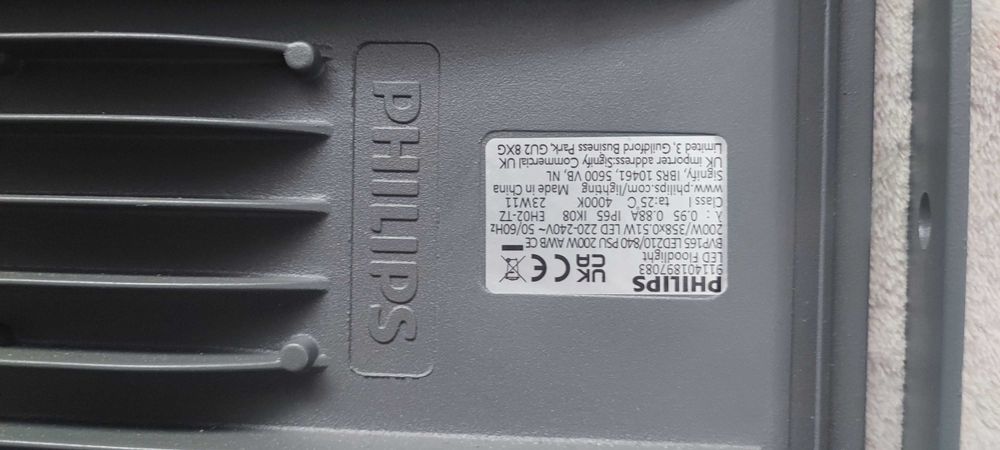 PHILIPS
PHILIPS
9114018970​83
LED Floodlight
BVP165 LED210/840 PSU 200W AWB CE
200W/358x0.51W LED 220-240V~ 50/60Hz
λ : 0.95 0.88A IP65 IK08 EH02-TZ
Class I ta:25°C 4000K 23W11
www.philips.com/lighting Made in China
Signify, IBRS 10461, 5600 VB, NL
UK importer address:Signify Commercial UK
Limited 3, Guildford Business Park, GU2 8XG
UK
CA
CE